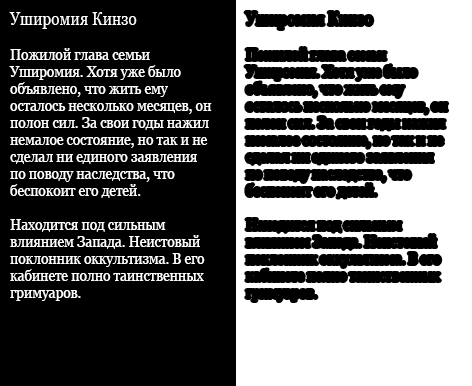 Уширомия Кинзо
Пожилой глава семьи
Уширомия. Хотя уже было
объявлено, что жить ему
осталось несколько месяцев, он
полон сил. За свои годы нажил
немалое состояние, но так и не
сделал ни единого заявления
по поводу наследства, что
беспокоит его детей.
Находится под сильным
влиянием Запада. Неистовый
поклонник оккультизма. В его
кабинете полно таинственных
гримуаров.
Уширомия Кинзо
Пожилой глава семьи
Уширомия. Хотя уже было
объявлено, что жить ему
осталось несколько месяцев, он
полон сил. За свои годы нажил
немалое состояние, но так и не
сделал ни единого заявления
по поводу наследства, что
беспокоит его детей.
Находится под сильным
влиянием Запада. Неистовый
поклонник оккультизма. В его
кабинете полно таинственных
гримуаров.